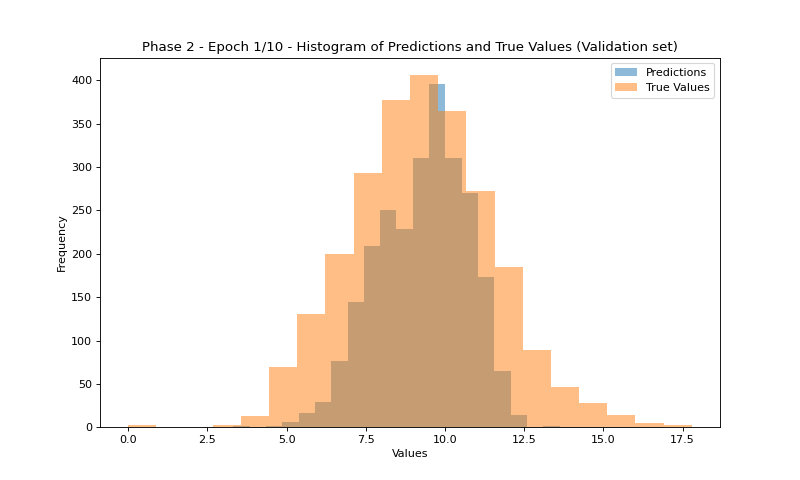 Phase 2 - Epoch 1/10 - Histogram of Predictions and True Values (Validation set)
Predictions
True Values
Frequency
400
350
300
250
200
150
100
50
0
0.0 2.5 5.0 7.5 10.0 12.5 15.0 17.5
Values